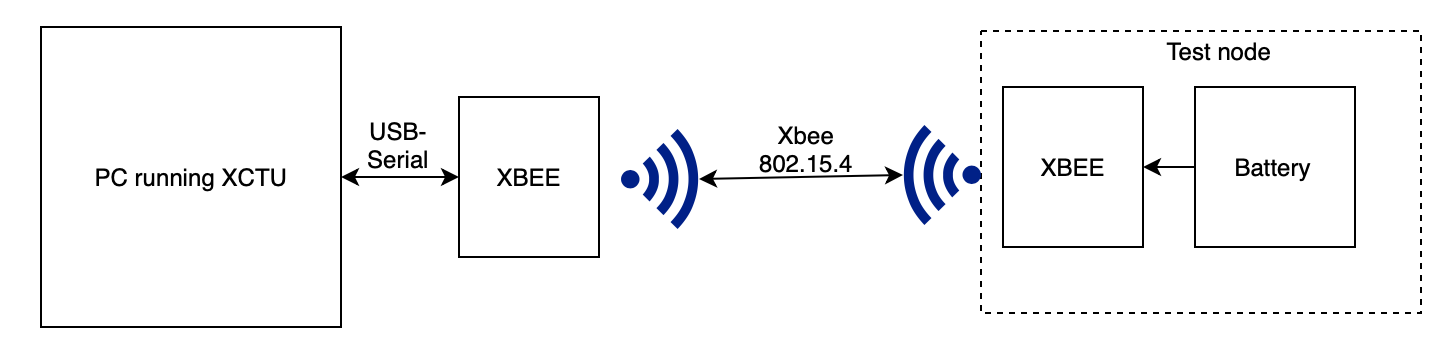 PC running XCTU
USB-
Serial
XBEE
Xbee
802.15.4
Test node
XBEE
Battery